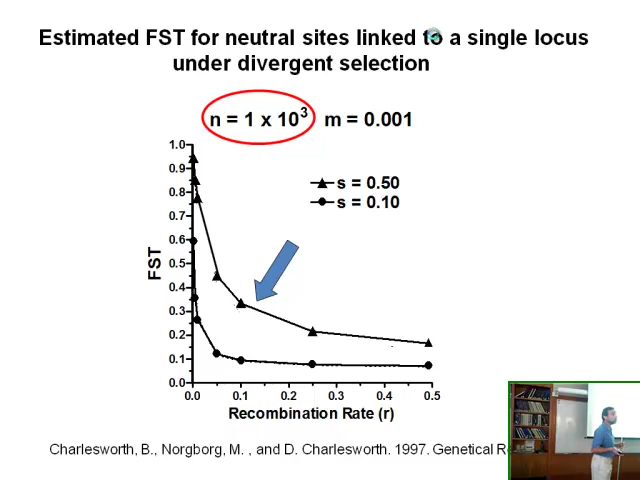 Estimated FST for neutral sites linked to a single locus
under divergent selection
n = 1 x 10³ m = 0.001
s = 0.50
s = 0.10
FST
1.0
0.9
0.8
0.7
0.6
0.5
0.4
0.3
0.2
0.1
0.0
0.0 0.1 0.2 0.3 0.4 0.5
Recombination Rate (r)
Charlesworth, B., Norgborg, M. , and D. Charlesworth. 1997. Genetical